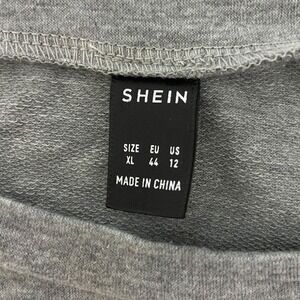 SHEIN
SIZE EU US
XL 44 12
MADE IN CHINA